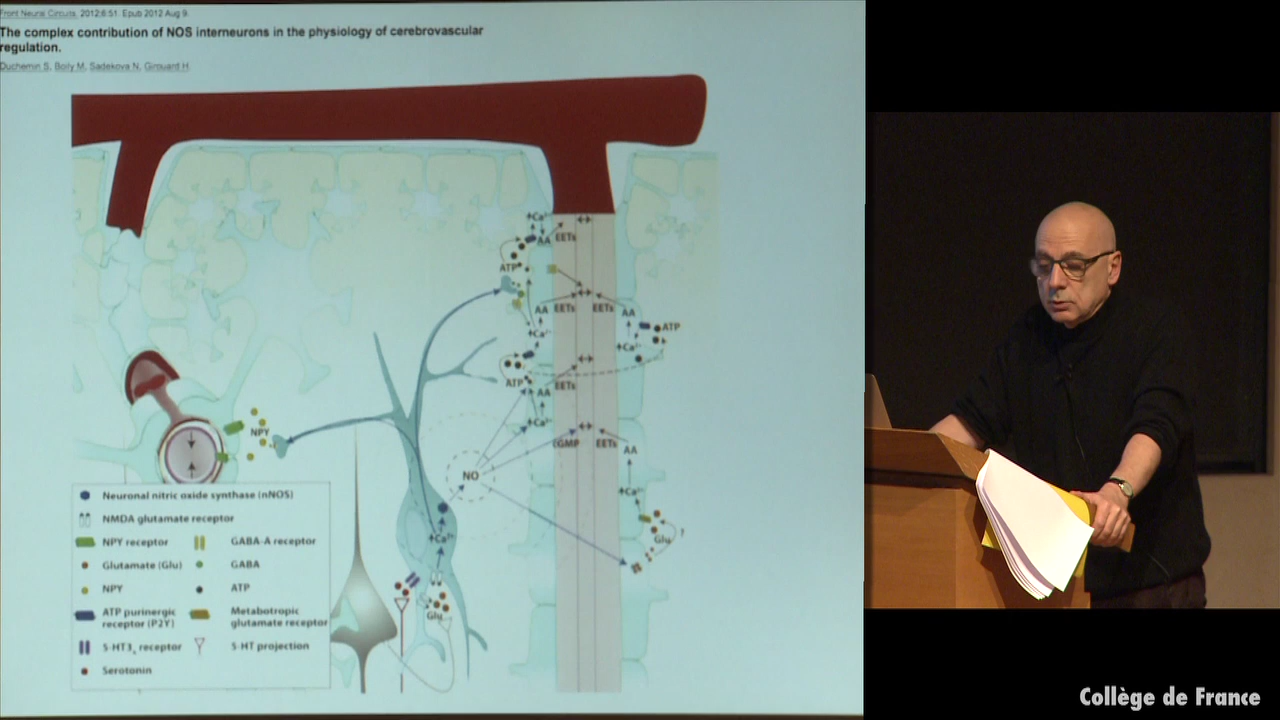 Front Neural Circuits. 2012;6:51. Epub 2012 Aug 9.
The complex contribution of NOS interneurons in the physiology of cerebrovascular
regulation.
Duchemin S, Boily M, Sadekova N, Girouard H.
Ca²⁺
AA
EETs
ATP
AA
EETs
EETs
AA
ATP
Ca²⁺
Ca²⁺
ATP
EETs
AA
NPY
Ca²⁺
cGMP
EETs
AA
NO
Ca²⁺
Glu
?
Ca²⁺
Glu
Neuronal nitric oxide synthase (nNOS)
NMDA glutamate receptor
NPY receptor
GABA-A receptor
Glutamate (Glu)
GABA
NPY
ATP
ATP purinergic
receptor (P2Y)
Metabotropic
glutamate receptor
5-HT3A receptor
5-HT projection
Serotonin
Collège de France